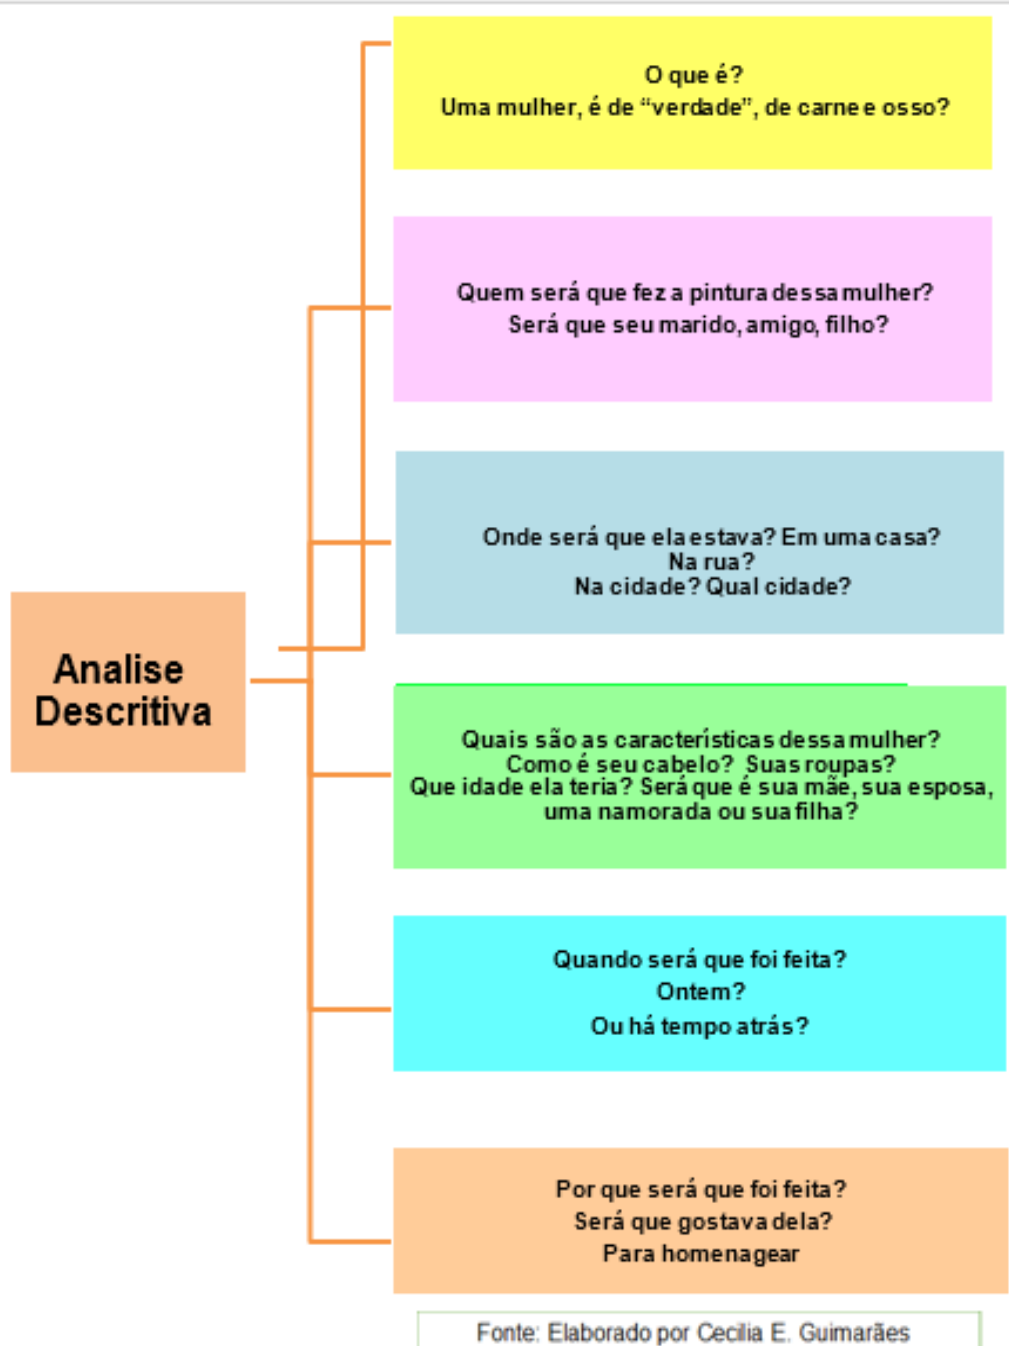 O que é?
Uma mulher, é de “verdade”, de carne e osso?
Quem será que fez a pintura dessa mulher?
Será que seu marido, amigo, filho?
Onde será que ela estava? Em uma casa?
Na rua?
Na cidade? Qual cidade?
Analise
Descritiva
Quais são as características dessa mulher?
Como é seu cabelo? Suas roupas?
Que idade ela teria? Será que é sua mãe, sua esposa,
uma namorada ou sua filha?
Quando será que foi feita?
Ontem?
Ou há tempo atrás?
Por que será que foi feita?
Será que gostava dela?
Para homenagear
Fonte: Elaborado por Cecilia E. Guimarães